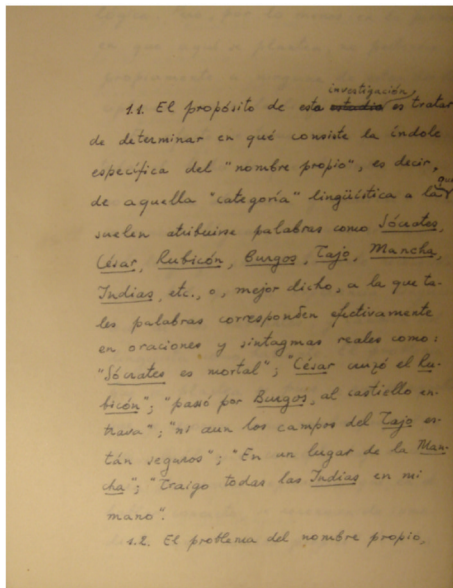 investigación,
1.1. El propósito de esta estudio es tratar
de determinar en qué consiste la índole
específica del "nombre propio", es decir,
de aquella "categoría" lingüística a la que
suelen atribuirse palabras como Sócrates,
César, Rubicón, Burgos, Tajo, Mancha,
Indias, etc., o, mejor dicho, a la que ta-
les palabras corresponden efectivamente
en oraciones y sintagmas reales como:
"Sócrates es mortal"; "César cruzó el Ru-
bicón"; "passó por Burgos, al castiello en-
trava"; "ni aun los campos del Tajo es-
tán seguros"; "En un lugar de la Man-
cha"; "Traigo todas las Indias en mi
mano".
1.2. El problema del nombre propio,